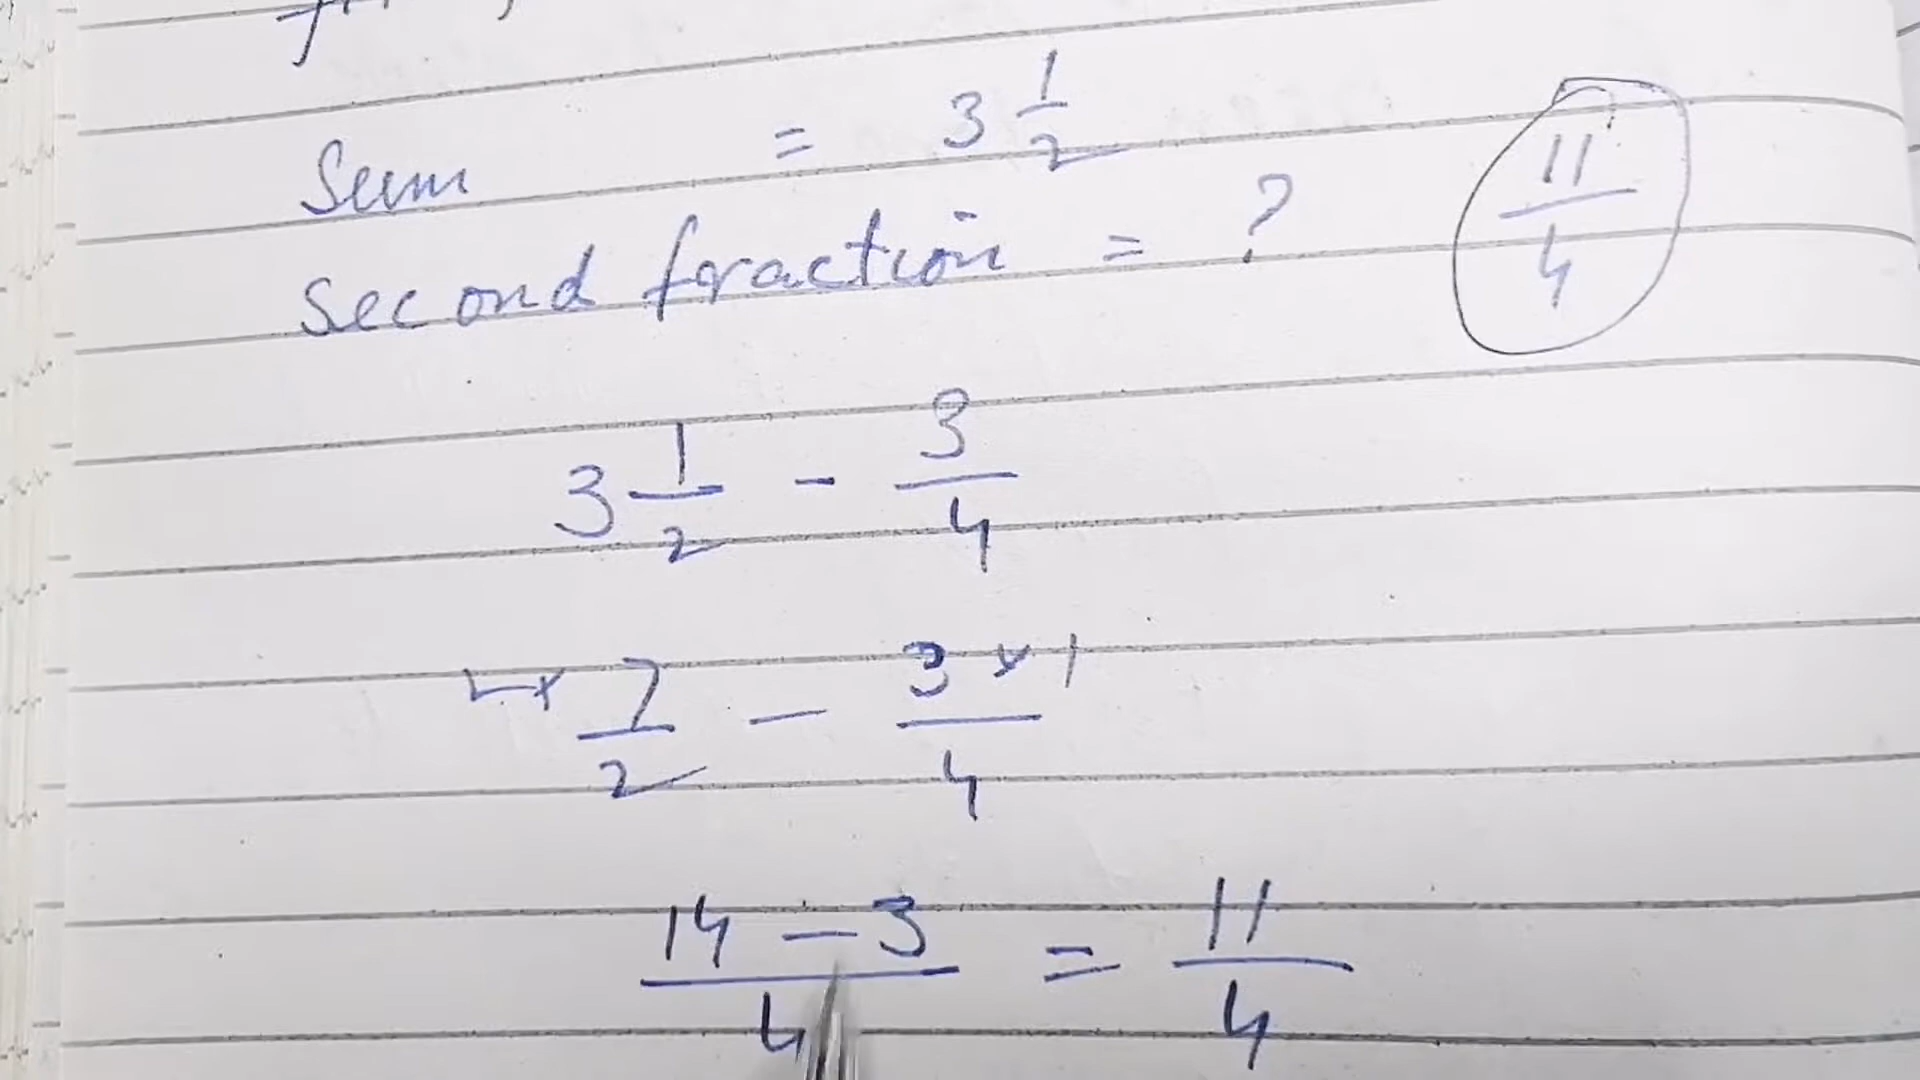 Sum = 3 1/2
Second fraction = ? 11/4
3 1/2 - 3/4
7/2 - 3×1/4
14 - 3/4 = 11/4